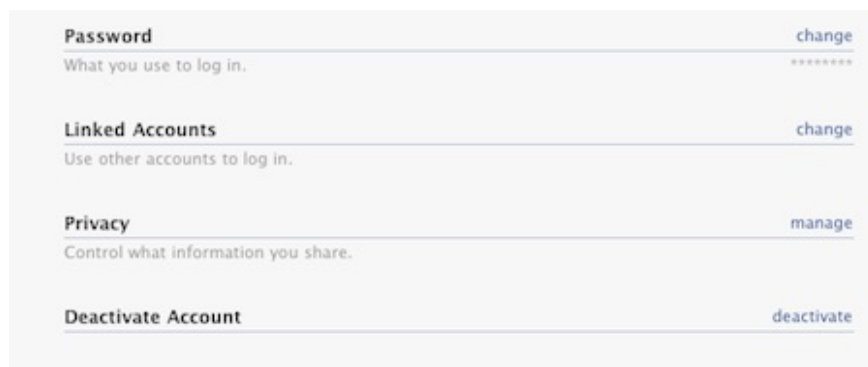 Password change
What you use to log in. ********
Linked Accounts change
Use other accounts to log in.
Privacy manage
Control what information you share.
Deactivate Account deactivate